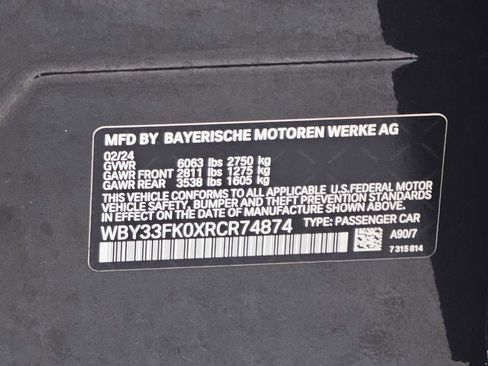 MFD BY BAYERISCHE MOTOREN WERKE AG
02/24
GVWR 6063 lbs 2750 kg
GAWR FRONT 2811 lbs 1275 kg
GAWR REAR 3538 lbs 1605 kg
THIS VEHICLE CONFORMS TO ALL APPLICABLE U.S.FEDERAL MOTOR
VEHICLE SAFETY, BUMPER AND THEFT PREVENTION STANDARDS
IN EFFECT ON THE DATE OF MANUFACTURE SHOWN ABOVE.
WBY33FK0XRCR74874 TYPE: PASSENGER CAR
A90/7
7 315 814